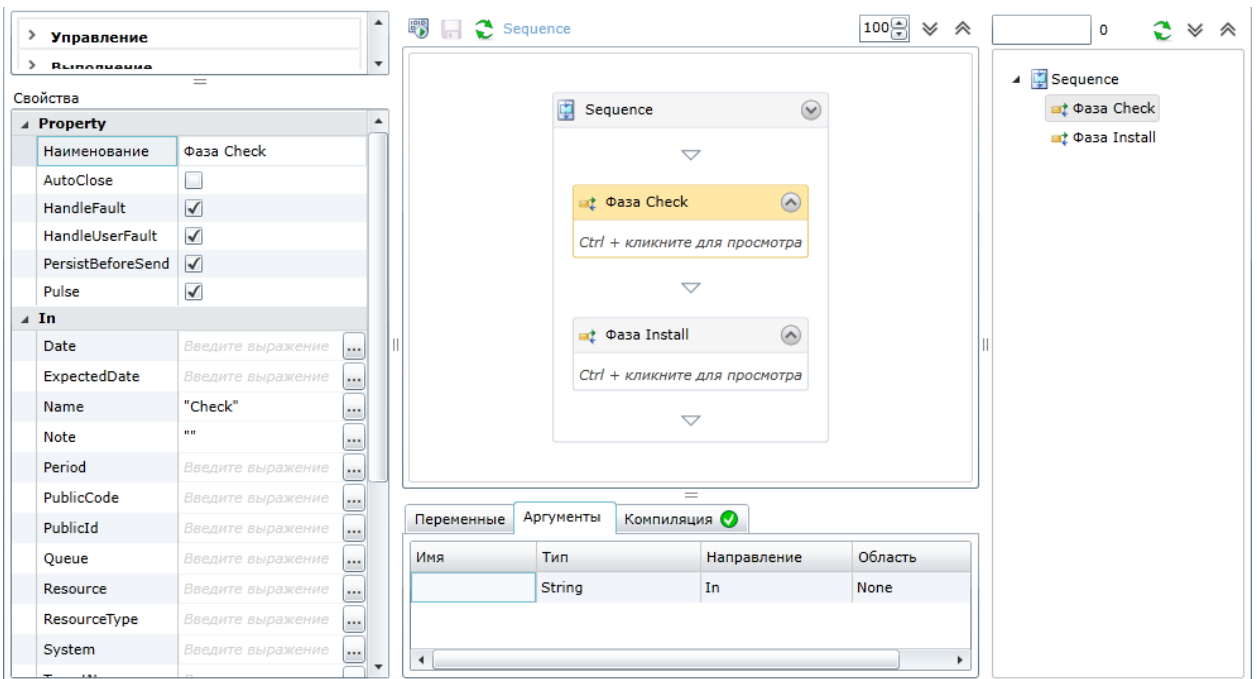 Управление
Выполнение
Свойства
Property
Наименование Фаза Check
AutoClose
HandleFault
HandleUserFault
PersistBeforeSend
Pulse
In
Date Введите выражение ...
ExpectedDate Введите выражение ...
Name "Check" ...
Note "" ...
Period Введите выражение ...
PublicCode Введите выражение ...
PublicId Введите выражение ...
Queue Введите выражение ...
Resource Введите выражение ...
ResourceType Введите выражение ...
System Введите выражение ...
Sequence 100
Sequence
Фаза Check
Ctrl + кликните для просмотра
Фаза Install
Ctrl + кликните для просмотра
Переменные Аргументы Компиляция
Имя Тип Направление Область
String In None
0
Sequence
Фаза Check
Фаза Install